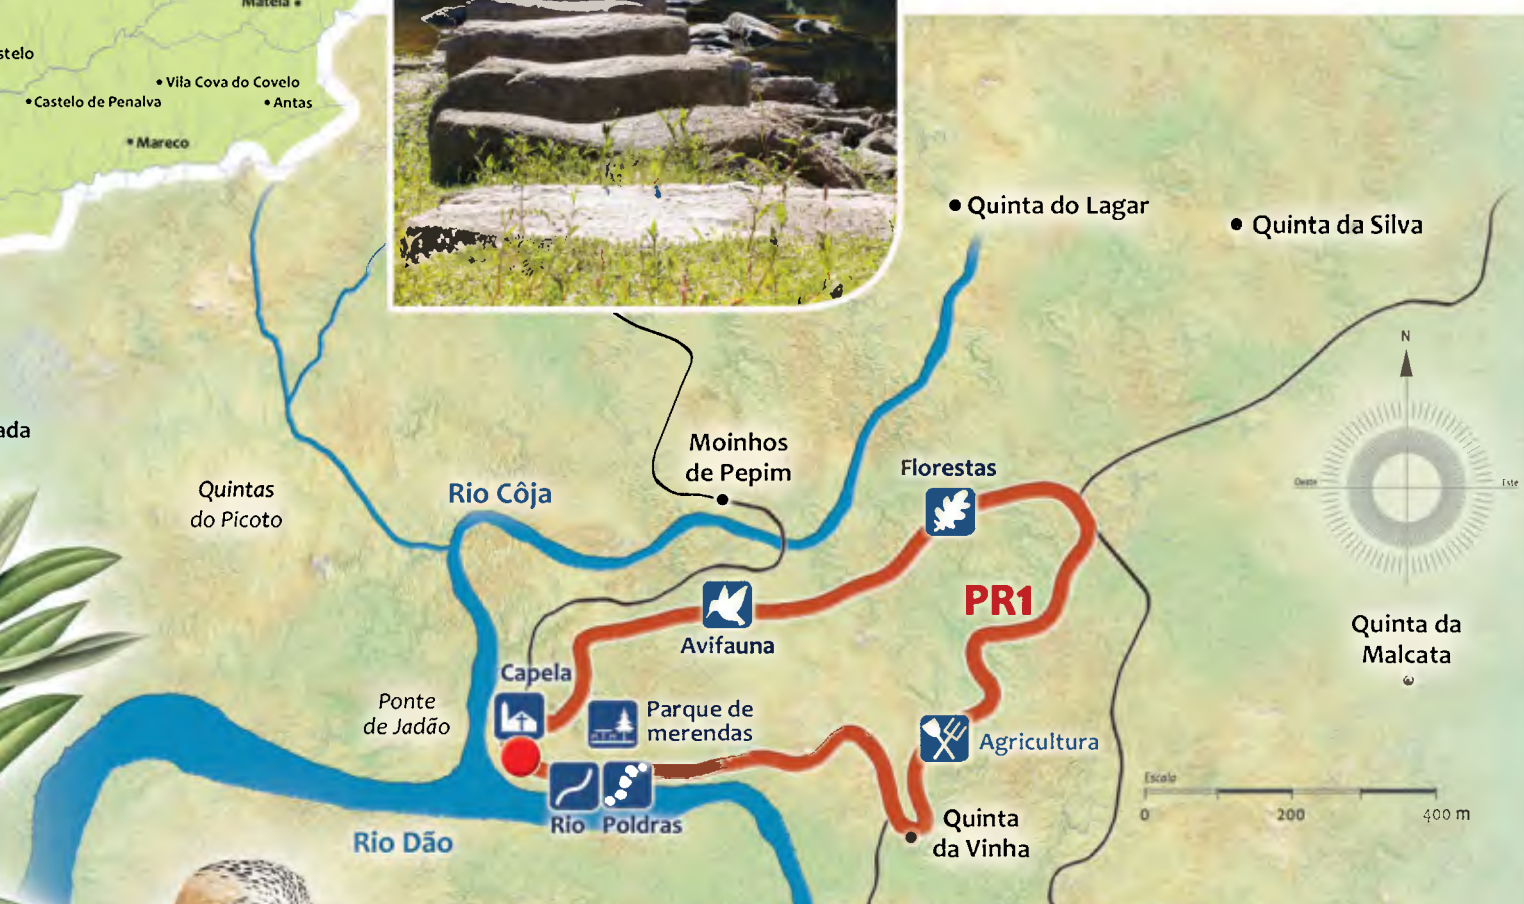 Matela
stelo
Vila Cova do Covelo
Castelo de Penalva
Antas
Mareco
Quinta do Lagar
Quinta da Silva
N
ada
Moinhos
de Pepim
Florestas
Oeste
Este
Quintas
do Picoto
Rio Côja
PR1
Avifauna
Quinta da
Malcata
Capela
Ponte
de Jadão
Parque de
merendas
Agricultura
Escala
0
200
400 m
Rio
Poldras
Quinta
da Vinha
Rio Dão